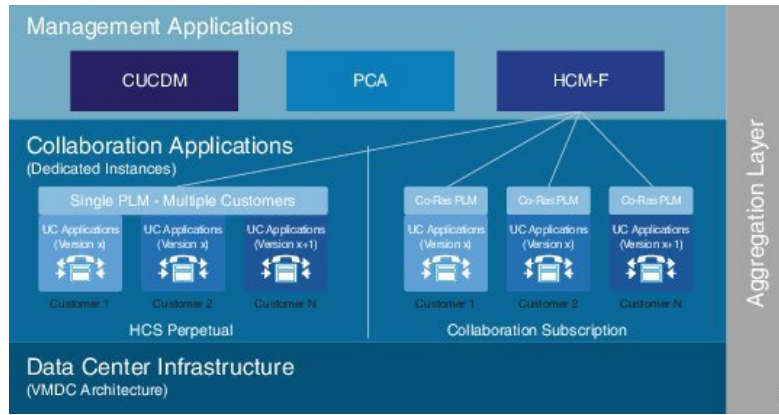 Management Applications
CUCDM
PCA
HCM-F
Collaboration Applications
(Dedicated Instances)
Single PLM - Multiple Customers
Co-Ras PLM
Co-Ras PLM
Co-Ras PLM
UC Applications
(Version x)
UC Applications
(Version x)
UC Applications
(Version x+1)
UC Applications
(Version x)
UC Applications
(Version x)
UC Applications
(Version x+1)
Customer 1
Customer 2
Customer N
Customer 1
Customer 2
Customer N
HCS Perpetual
Collaboration Subscription
Data Center Infrastructure
(VMDC Architecture)
Aggregation Layer